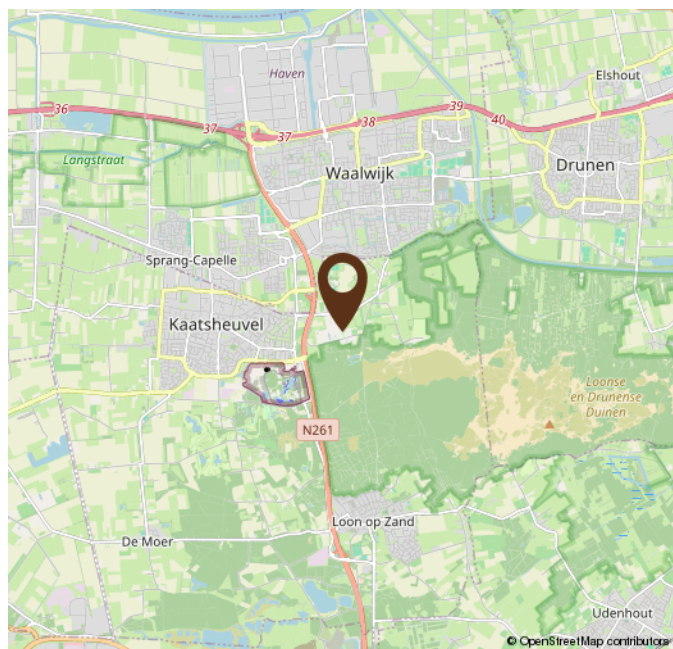 Haven
Elshout
36
39
38
40
37
37
Langstraat
Waalwijk
Drunen
Sprang-Capelle
Kaatsheuvel
Loonse
en Drunense
Duinen
N261
Loon op Zand
De Moer
Udenhout
© OpenStreetMap contributors